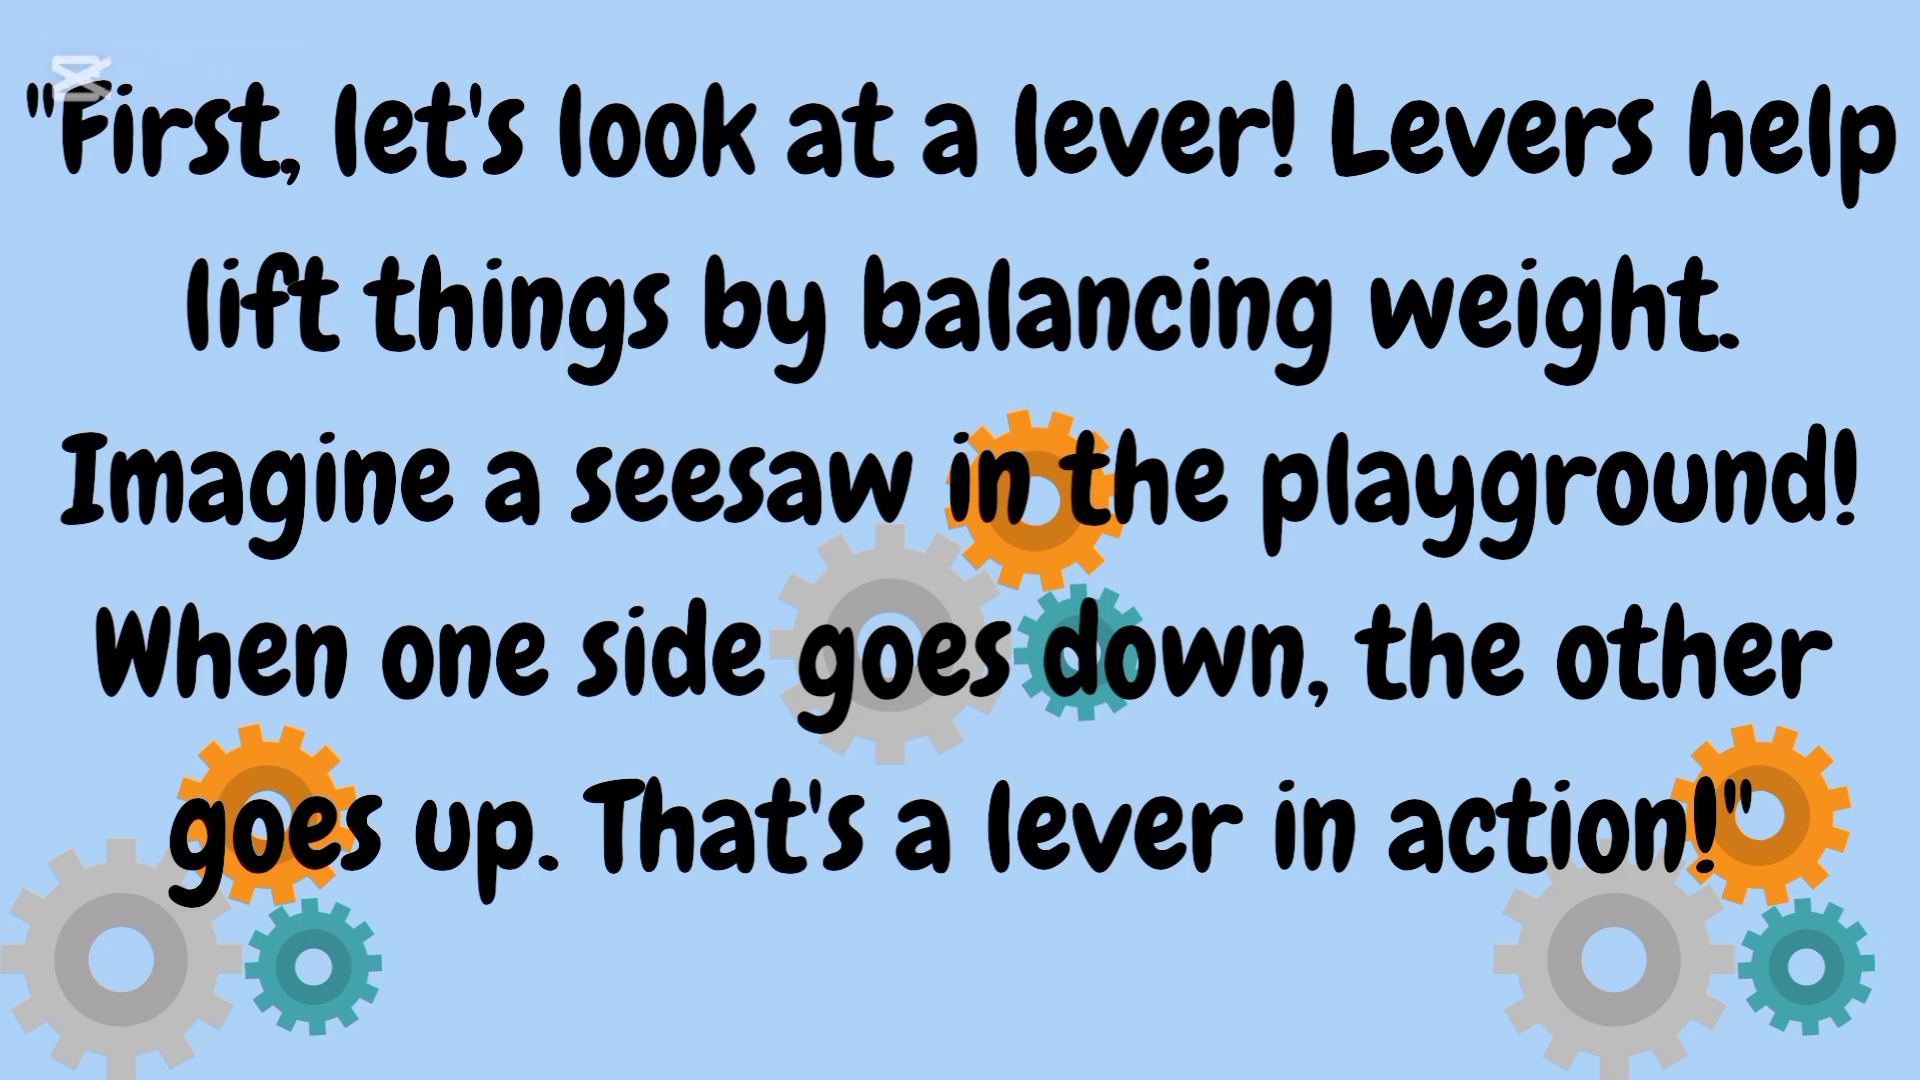 "First, let's look at a lever! Levers help
lift things by balancing weight.
Imagine a seesaw in the playground!
When one side goes down, the other
goes up. That's a lever in action!"